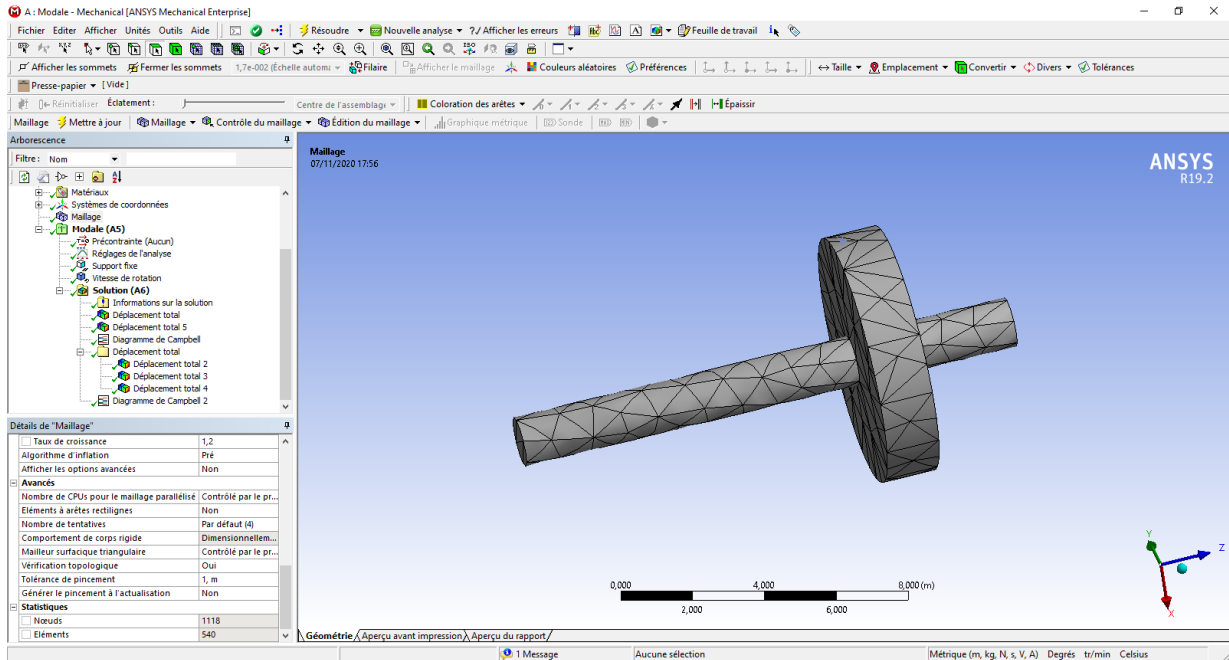 A : Modale - Mechanical [ANSYS Mechanical Enterprise]
Fichier Editer Afficher Unités Outils Aide Résoudre Nouvelle analyse ?/ Afficher les erreurs Feuille de travail
Afficher les sommets Fermer les sommets 1,7e-002 (Échelle automa Filaire Afficher le maillage Couleurs aléatoires Préférences Taille Emplacement Convertir Divers Tolérances
Presse-papier [Vide]
Réinitialiser Éclatement : Centre de l'assemblage Coloration des arêtes Épaissir
Maillage Mettre à jour Maillage Contrôle du maillage Édition du maillage Graphique métrique Sonde
Arborescence
Filtre : Nom
Matériaux
Systèmes de coordonnées
Maillage
Modale (A5)
Précontrainte (Aucun)
Réglages de l'analyse
Support fixe
Vitesse de rotation
Solution (A6)
Informations sur la solution
Déplacement total
Déplacement total 5
Diagramme de Campbell
Déplacement total
Déplacement total 2
Déplacement total 3
Déplacement total 4
Diagramme de Campbell 2
Détails de "Maillage"
Taux de croissance 1,2
Algorithme d'inflation Pré
Afficher les options avancées Non
Avancés
Nombre de CPUs pour le maillage parallélisé Contrôlé par le pr...
Eléments à arêtes rectilignes Non
Nombre de tentatives Par défaut (4)
Comportement de corps rigide Dimensionnellem...
Mailleur surfacique triangulaire Contrôlé par le pr...
Vérification topologique Oui
Tolérance de pincement 1, m
Générer le pincement à l'actualisation Non
Statistiques
Nœuds 1118
Eléments 540
Maillage
07/11/2020 17:56
ANSYS
R19.2
0,000 4,000 8,000 (m)
2,000 6,000
Y
Z
X
Géométrie Aperçu avant impression Aperçu du rapport
1 Message Aucune sélection Métrique (m, kg, N, s, V, A) Degrés tr/min Celsius